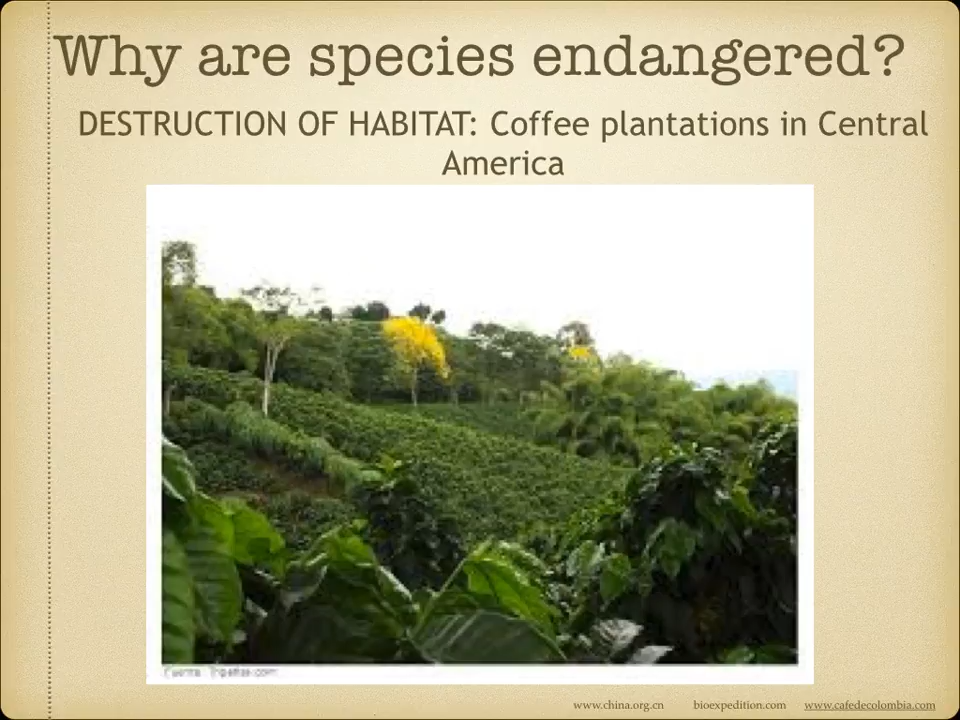 Why are species endangered?
DESTRUCTION OF HABITAT: Coffee plantations in Central
America
www.china.org.cn bioexpedition.com www.cafedecolombia.com